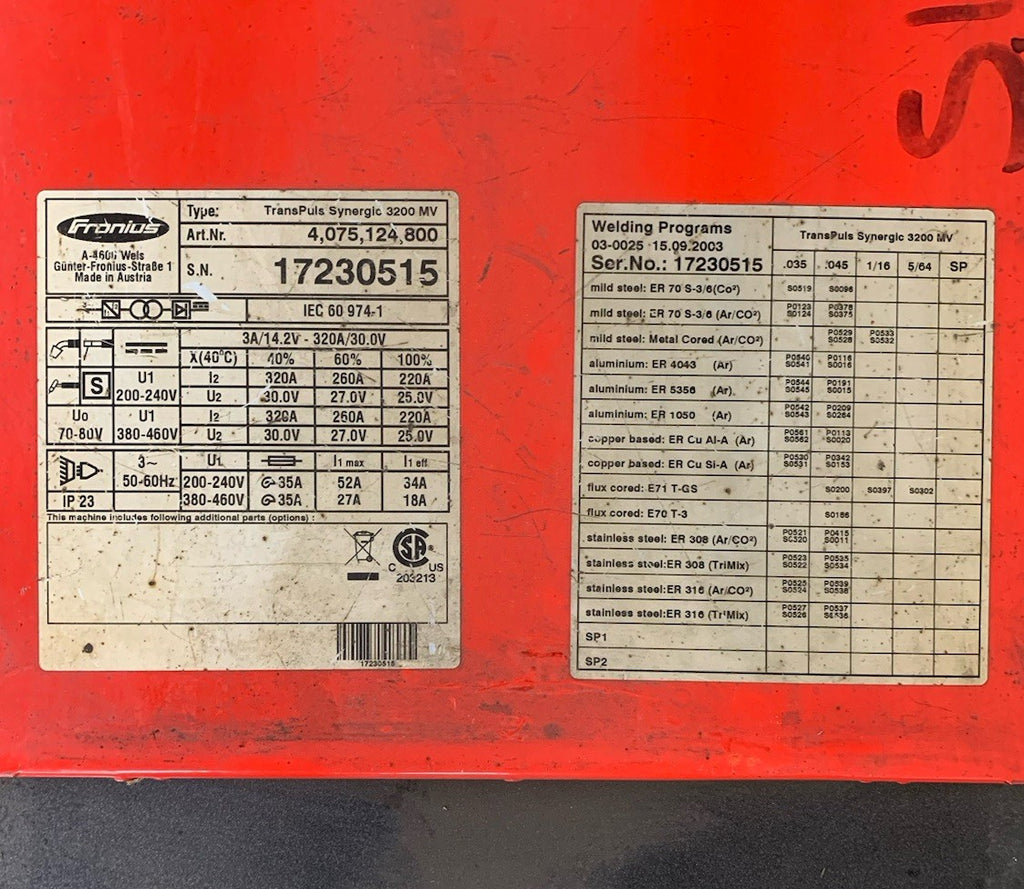 Fronius
A-4600 Wels
Günter-Fronius-Straße 1
Made in Austria
Type: TransPuls Synergic 3200 MV
Art.Nr. 4,075,124,800
S.N. 17230515
IEC 60 974-1
3A/14.2V - 320A/30.0V
X(40°C) 40% 60% 100%
S U1 200-240V I2 320A 260A 220A
U2 30.0V 27.0V 25.0V
Uo 70-80V U1 380-460V I2 320A 260A 220A
U2 30.0V 27.0V 25.0V
3~ 50-60Hz U1 I1 max I1 eff
200-240V 35A 52A 34A
IP 23 380-460V 35A 27A 18A
This machine includes following additional parts (options) :
C SA US
203213
17230515
Welding Programs
03-0025 15.09.2003
Ser.No.: 17230515
TransPuls Synergic 3200 MV
.035 .045 1/16 5/64 SP
mild steel: ER 70 S-3/6(Co²) S0519 S0096
mild steel: ER 70 S-3/6 (Ar/CO²) P0123 S0124 P0376 S0375
mild steel: Metal Cored (Ar/CO²) P0529 S0528 P0533 S0532
aluminium: ER 4043 (Ar) P0540 S0541 P0116 S0016
aluminium: ER 5356 (Ar) P0544 S0545 P0191 S0015
aluminium: ER 1050 (Ar) P0542 S0543 P0209 S0264
copper based: ER Cu Al-A (Ar) P0561 S0562 P0113 S0020
copper based: ER Cu Si-A (Ar) P0530 S0531 P0342 S0153
flux cored: E71 T-GS S0200 S0397 S0302
flux cored: E70 T-3 S0186
stainless steel: ER 308 (Ar/CO²) P0521 S0520 P0415 S0011
stainless steel:ER 308 (TriMix) P0523 S0522 P0535 S0534
stainless steel:ER 316 (Ar/CO²) P0525 S0524 P0539 S0538
stainless steel:ER 316 (TriMix) P0527 S0526 P0537 S0536
SP1
SP2